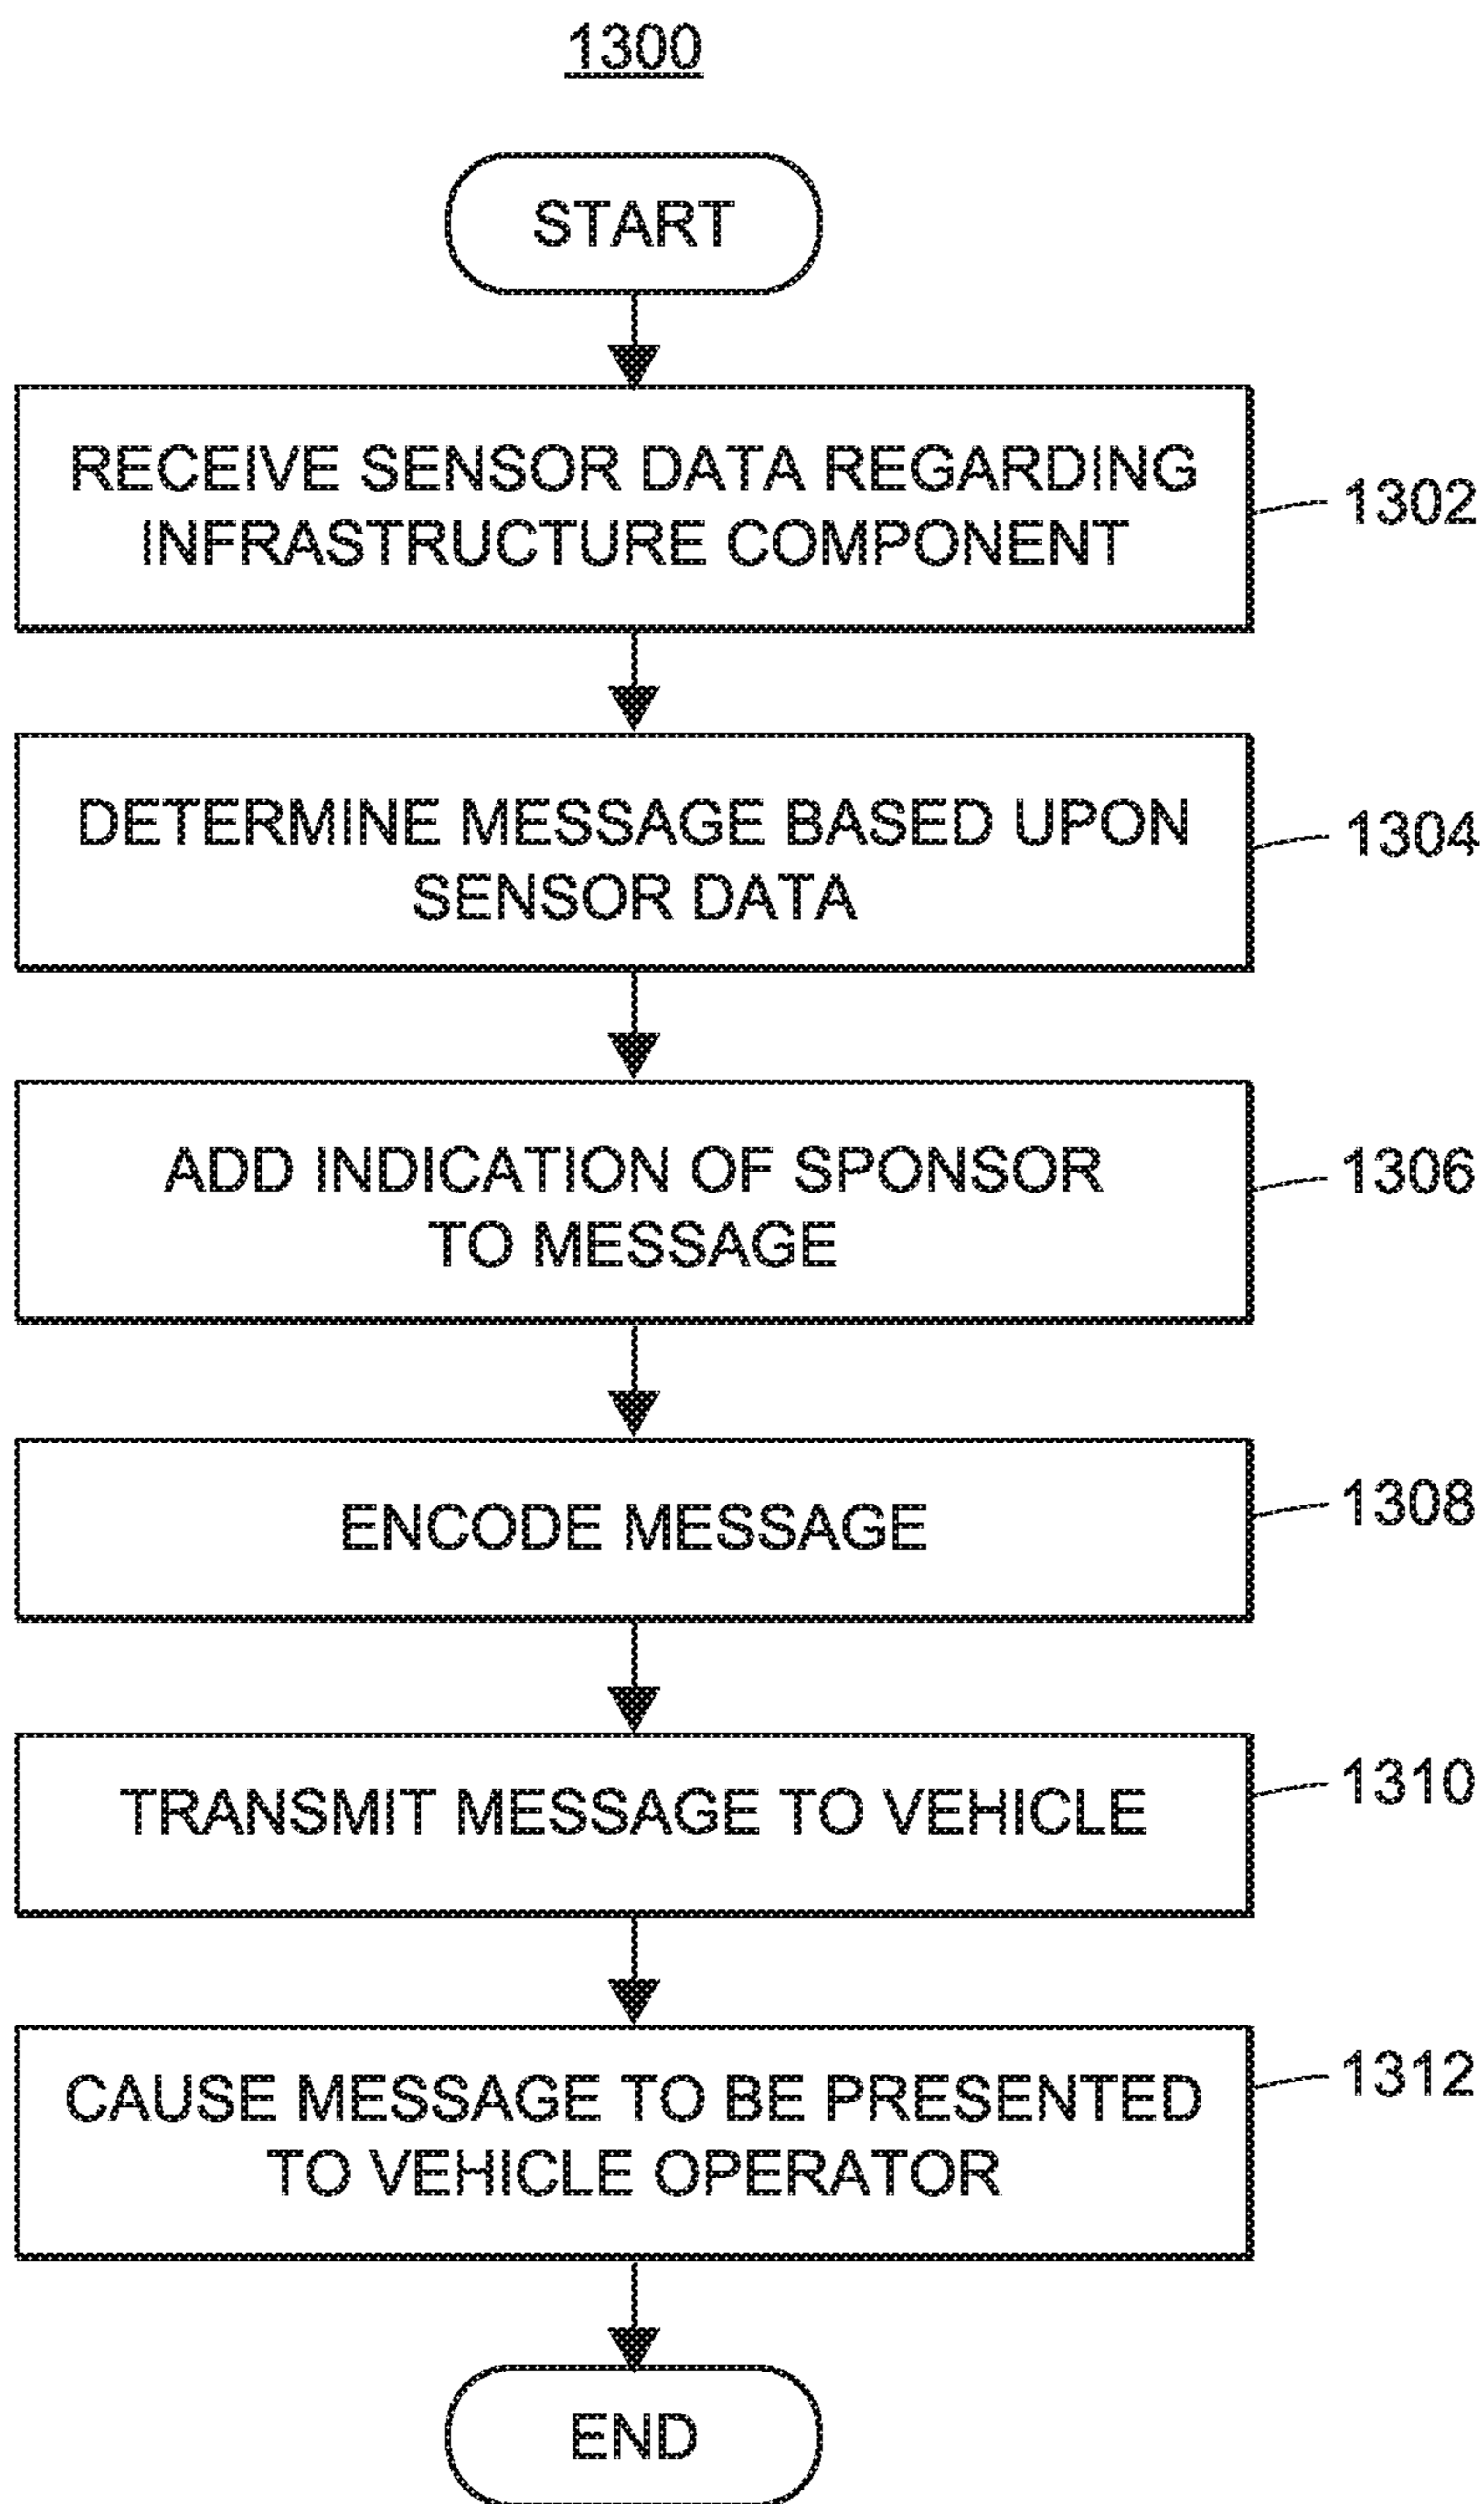 1300
START
RECEIVE SENSOR DATA REGARDING
INFRASTRUCTURE COMPONENT
1302
DETERMINE MESSAGE BASED UPON
SENSOR DATA
1304
ADD INDICATION OF SPONSOR
TO MESSAGE
1306
ENCODE MESSAGE
1308
TRANSMIT MESSAGE TO VEHICLE
1310
CAUSE MESSAGE TO BE PRESENTED
TO VEHICLE OPERATOR
1312
END